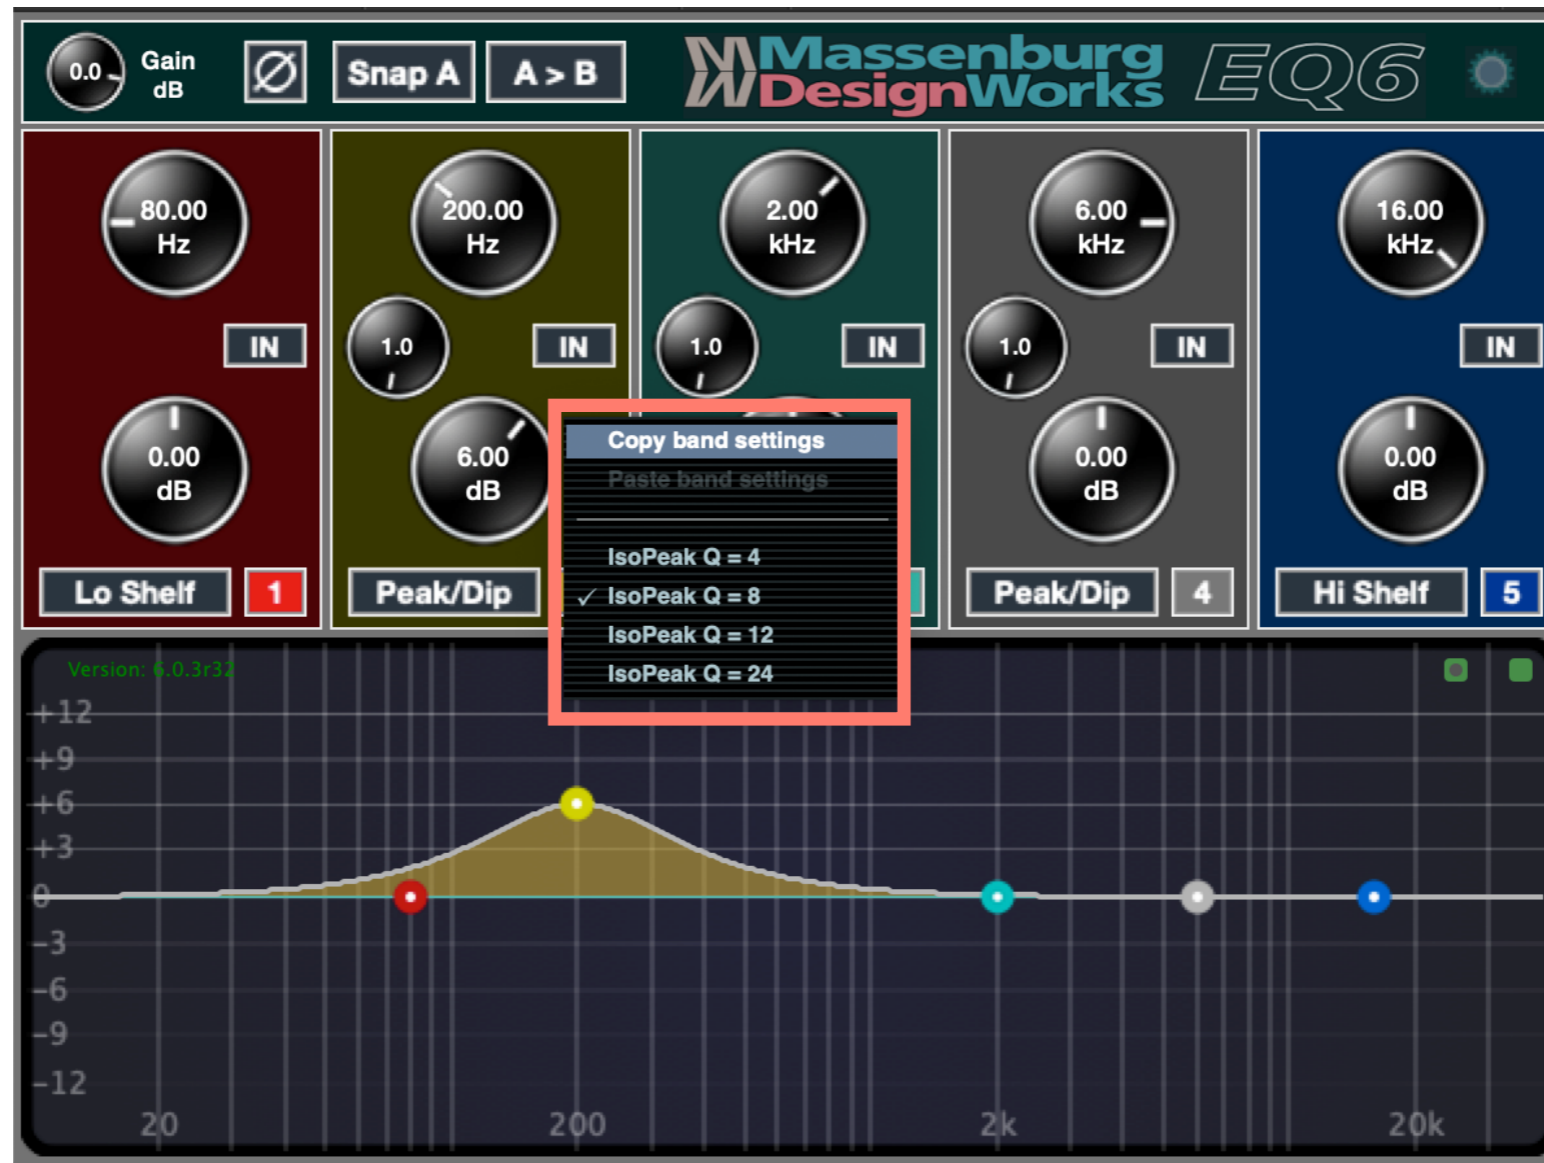 0.0
Gain
dB
Ø
Snap A
A > B
Massenburg
DesignWorks
EQ6
80.00
Hz
200.00
Hz
2.00
kHz
6.00
kHz
16.00
kHz
IN
1.0
IN
1.0
IN
1.0
IN
IN
0.00
dB
6.00
dB
0.00
dB
0.00
dB
Copy band settings
Paste band settings
IsoPeak Q = 4
✓ IsoPeak Q = 8
IsoPeak Q = 12
IsoPeak Q = 24
Lo Shelf
1
Peak/Dip
Peak/Dip
4
Hi Shelf
5
Version: 6.0.3r32
+12
+9
+6
+3
0
-3
-6
-9
-12
20
200
2k
20k